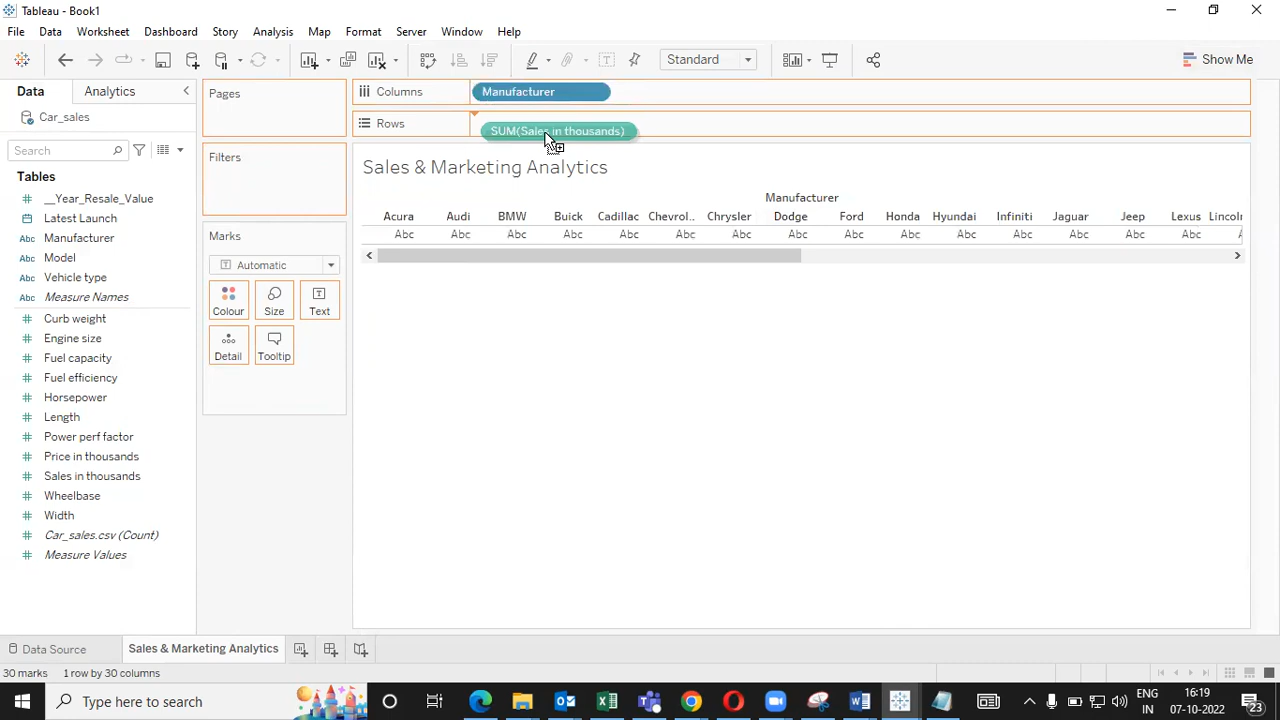 Tableau - Book1
File Data Worksheet Dashboard Story Analysis Map Format Server Window Help
Standard
Show Me
Data Analytics
Car_sales
Search
Tables
__Year_Resale_Value
Latest Launch
Abc Manufacturer
Abc Model
Abc Vehicle type
Abc Measure Names
Curb weight
Engine size
Fuel capacity
Fuel efficiency
Horsepower
Length
Power perf factor
Price in thousands
Sales in thousands
Wheelbase
Width
Car_sales.csv (Count)
Measure Values
Pages
Filters
Marks
Automatic
Colour Size Text
Detail Tooltip
Columns Manufacturer
Rows SUM(Sales in thousands)
Sales & Marketing Analytics
Manufacturer
Acura Audi BMW Buick Cadillac Chevrol.. Chrysler Dodge Ford Honda Hyundai Infiniti Jaguar Jeep Lexus
Abc Abc Abc Abc Abc Abc Abc Abc Abc Abc Abc Abc Abc Abc Abc
Data Source Sales & Marketing Analytics
30 marks 1 row by 30 columns
Type here to search
ENG
IN
16:19
07-10-2022
23